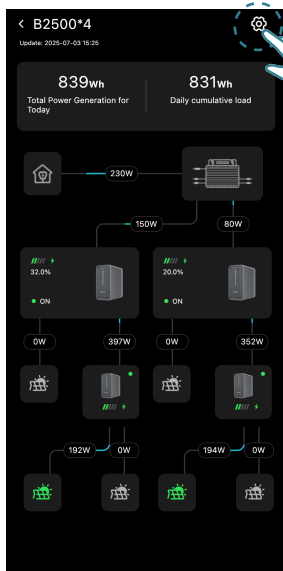 B2500*4
Update: 2025-07-03 15:25
839Wh
831Wh
Total Power Generation for
Today
Daily cumulative load
230W
150W
80W
32.0%
20.0%
ON
ON
0W
397W
0W
352W
192W
0W
194W
0W